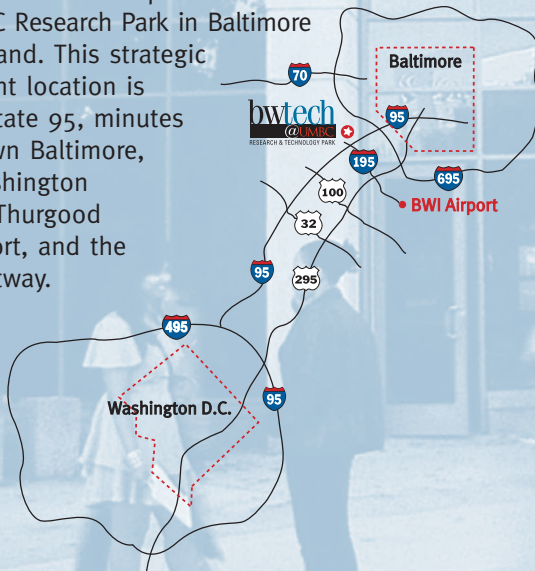 C Research Park in Baltimore
and. This strategic
nt location is
tate 95, minutes
wn Baltimore,
shington
Thurgood
ort, and the
tway.
Baltimore
70
bwtech
@UMBC
RESEARCH & TECHNOLOGY PARK
95
195
695
100
BWI Airport
32
95
295
495
95
Washington D.C.